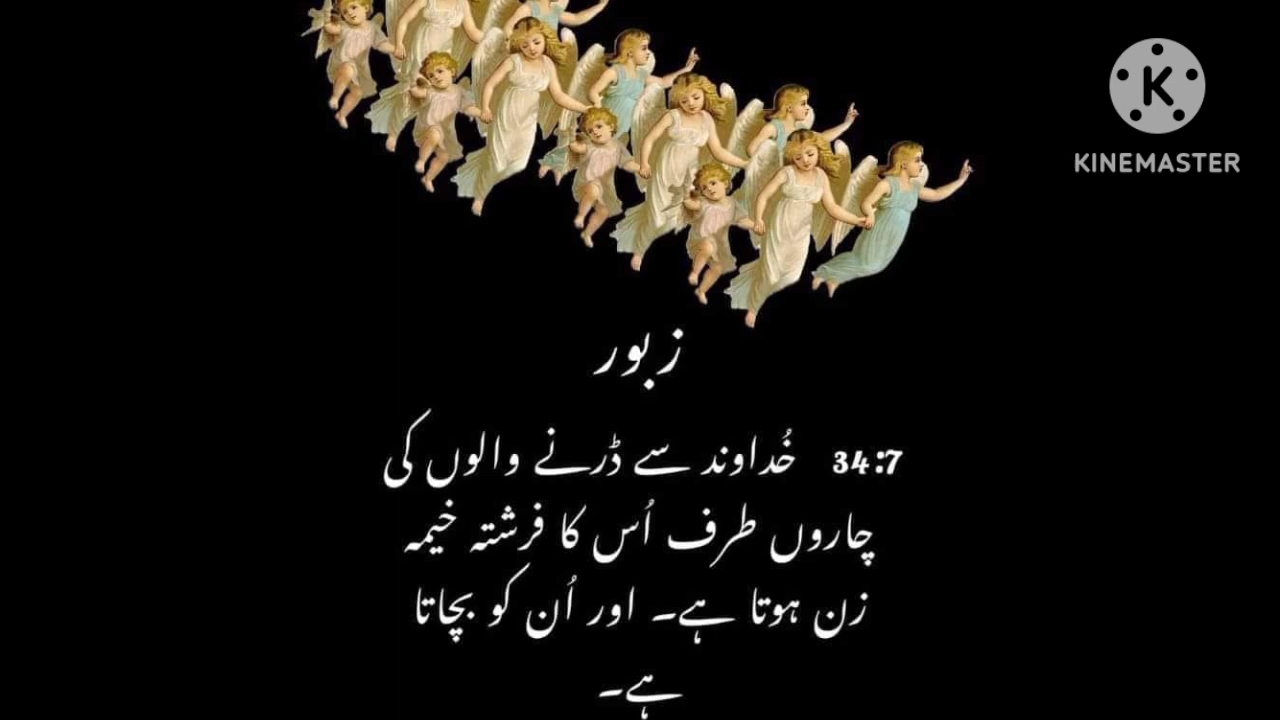 K
KINEMASTER
زبور
34:7 خُداوند سے ڈرنے والوں کی
چاروں طرف اُس کا فرشتہ خیمہ
زن ہوتا ہے۔ اور اُن کو بچاتا
ہے۔